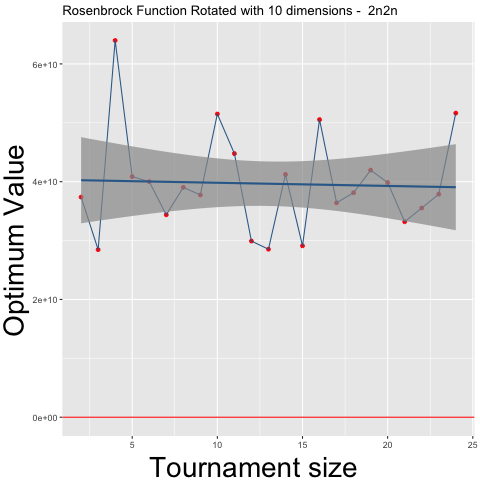 Rosenbrock Function Rotated with 10 dimensions -  2n2n
6e+10
4e+10
2e+10
0e+00
Optimum Value
5
10
15
20
25
Tournament size